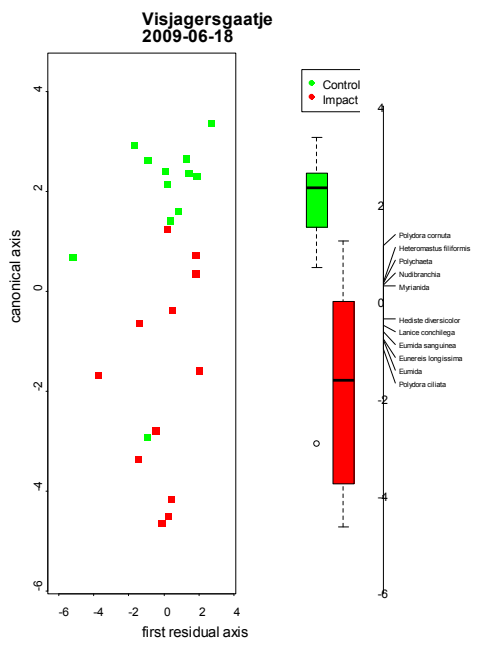 Visjagersgaatje
2009-06-18
Control
Impact
canonical axis
4
2
0
-2
-4
-6
-6
-4
-2
0
2
4
first residual axis
4
2
0
-2
-4
-6
Polydora cornuta
Heteromastus filiformis
Polychaeta
Nudibranchia
Myrianida
Hediste diversicolor
Lanice conchilega
Eumida sanguinea
Eunereis longissima
Eumida
Polydora ciliata